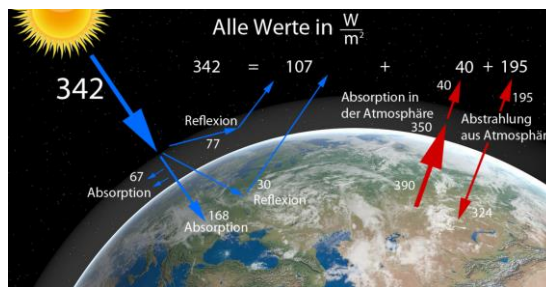 Alle Werte in W/m²
342 = 107 + 40 + 195
342
40
195
Reflexion
77
Absorption in
der Atmosphäre
350
Abstrahlung
aus Atmosphär
67
Absorption
30
Reflexion
390
168
Absorption
324